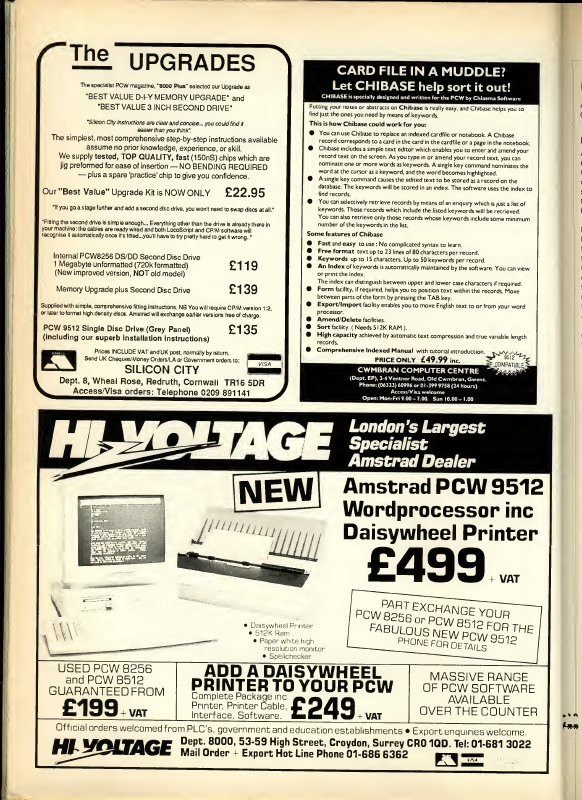 The UPGRADES
The specialist PCW magazine, "8000 Plus" selected our Upgrade as
"BEST VALUE D-I-Y MEMORY UPGRADE" and
"BEST VALUE 3 INCH SECOND DRIVE"
"Silicon City instructions are clear and concise... you could find it
easier than you think".
The simplest, most comprehensive step-by-step instructions available
assume no prior knowledge, experience, or skill.
We supply tested, TOP QUALITY, fast (150nS) chips which are
jig preformed for ease of insertion — NO BENDING REQUIRED
— plus a spare 'practice' chip to give you confidence.
Our "Best Value" Upgrade Kit is NOW ONLY £22.95
"If you go a stage further and add a second disc drive, you won't need to swap discs at all."
"Fitting the second drive is simple enough... Everything other than the drive is already there in
your machine: the cables are ready wired and both LocoScript and CP/M software will
recognise it automatically once it's fitted...you'll have to try pretty hard to get it wrong."
Internal PCW8256 DS/DD Second Disc Drive
1 Megabyte unformatted (720k formatted)
(New improved version, NOT old model) £119
Memory Upgrade plus Second Disc Drive £139
Supplied with simple, comprehensive fitting instructions. NB You will require CP/M version 1:2,
or later to format high density discs. Amstrad will exchange earlier versions free of charge.
PCW 9512 Single Disc Drive (Grey Panel) £135
(including our superb installation instructions)
Prices INCLUDE VAT and UK post, normally by return.
Send UK Cheques/Money Orders/LA or Government orders to:
SILICON CITY
VISA
Dept. 8, Wheal Rose, Redruth, Cornwall TR16 5DR
Access/Visa orders: Telephone 0209 891141
CARD FILE IN A MUDDLE?
Let CHIBASE help sort it out!
CHIBASE is specially designed and written for the PCW by Chiasma Software
Putting your notes or abstracts on Chibase is really easy, and Chibase helps you to
find just the ones you need by means of keywords.
This is how Chibase could work for you
● You can use Chibase to replace an indexed cardfile or notebook. A Chibase
record corresponds to a card in the cardfile or a page in the notebook.
● Chibase includes a simple text editor which enables you to enter and amend your
record text on the screen. As you type in or amend your record text, you can
nominate one or more words as keywords. A single key command nominates the
word at the cursor as a keyword, and the word becomes highlighted.
● A single key command causes the edited text to be stored as a record on the
database. The keywords will be stored in an index. The software uses the index to
find records.
● You can selectively retrieve records by means of an enquiry which is just a list of
keywords. Those records which include the listed keywords will be retrieved.
You can also retrieve only those records whose keywords include some minimum
number of the keywords in the list.
Some features of Chibase
● Fast and easy to use: No complicated syntax to learn.
● Free format text up to 23 lines of 80 characters per record.
● Keywords up to 15 characters. Up to 50 keywords per record.
● An Index of keywords is automatically maintained by the software. You can view
or print the index.
The index can distinguish between upper and lower case characters if required.
● Form facility, if required, helps you to position text within the records. Move
between parts of the form by pressing the TAB key.
● Export/Import facility enables you to move English text to or from your word
processor.
● Amend/Delete facilities.
● Sort facility. (Needs 512K RAM).
● High capacity achieved by automatic text compression and true variable length
records.
● Comprehensive Indexed Manual with tutorial introduction.
PRICE ONLY £49.99 inc.
9512
COMPATIBLE
CWMBRAN COMPUTER CENTRE
(Dept. EP), 3-4 Ventnor Road, Old Cwmbran, Gwent.
Phone: (06333) 60996 or 01-399 9758 (24 Hours)
Access/Visa welcome
Open: Mon-Fri 9.00 – 7.00. Sun 10.00 – 1.00
HI-VOLTAGE
London's Largest
Specialist
Amstrad Dealer
NEW
Amstrad PCW 9512
Wordprocessor inc
Daisywheel Printer
£499 + VAT
● Daisywheel Printer
● 512K Ram
● Paper white high
resolution monitor
● Spellchecker
PART EXCHANGE YOUR
PCW 8256 or PCW 8512 FOR THE
FABULOUS NEW PCW 9512
PHONE FOR DETAILS
USED PCW 8256
and PCW 8512
GUARANTEED FROM
£199 + VAT
ADD A DAISYWHEEL
PRINTER TO YOUR PCW
Complete Package inc
Printer, Printer Cable,
Interface, Software. £249 + VAT
MASSIVE RANGE
OF PCW SOFTWARE
AVAILABLE
OVER THE COUNTER
Official orders welcomed from PLC's, government and education establishments ● Export enquiries welcome.
HI-VOLTAGE
Dept. 8000, 53-59 High Street, Croydon, Surrey CR0 1QD. Tel: 01-681 3022
Mail Order + Export Hot Line Phone 01-686 6362
VISA